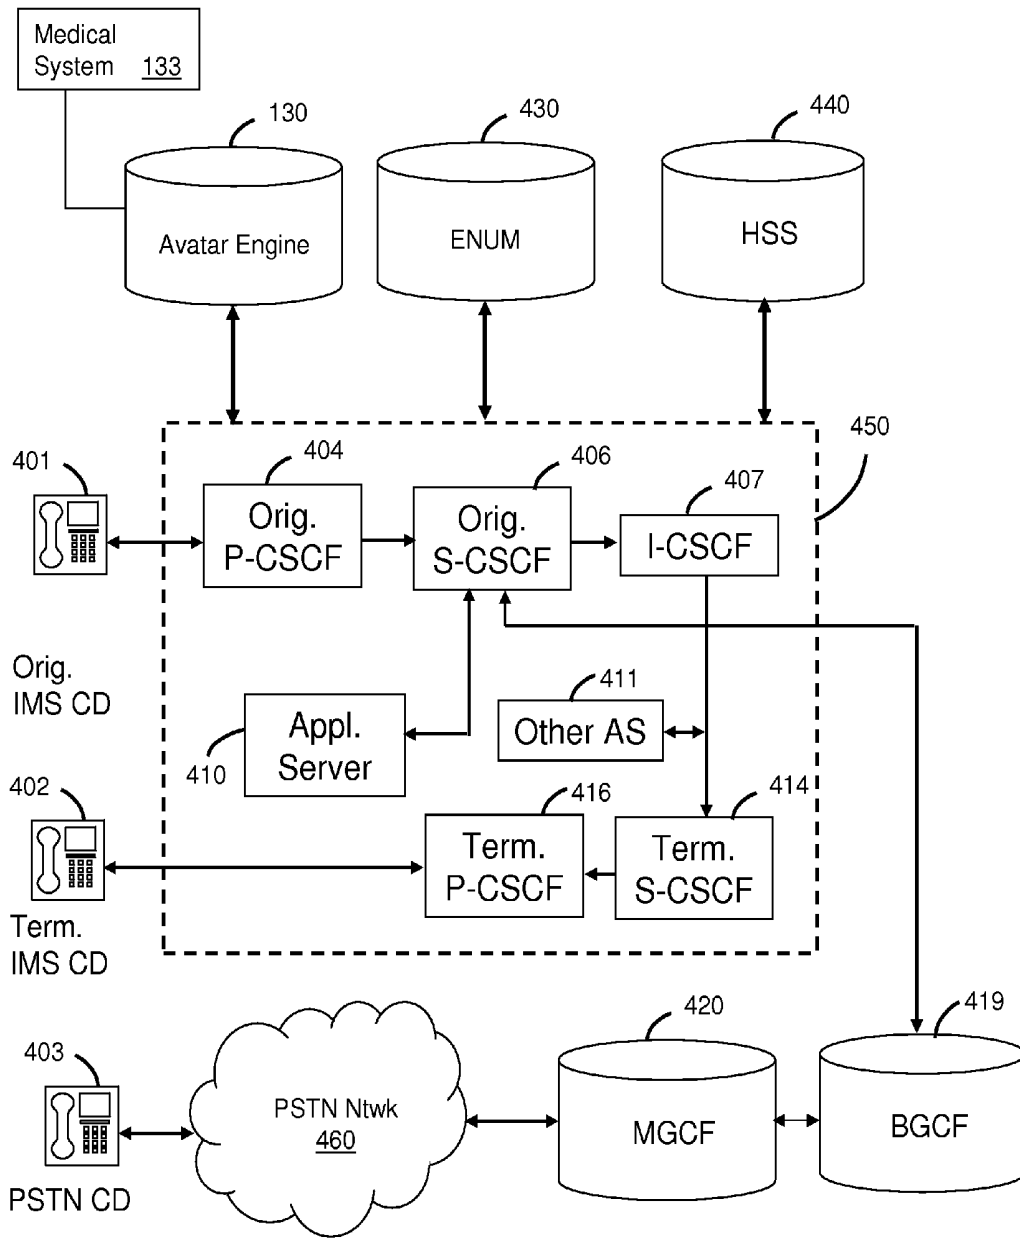 Medical
System 133
130
430
440
Avatar Engine
ENUM
HSS
450
401
404
406
407
Orig.
P-CSCF
Orig.
S-CSCF
I-CSCF
Orig.
IMS CD
411
Appl.
Server
Other AS
410
402
416
414
Term.
P-CSCF
Term.
S-CSCF
Term.
IMS CD
420
419
403
PSTN Ntwk
460
MGCF
BGCF
PSTN CD